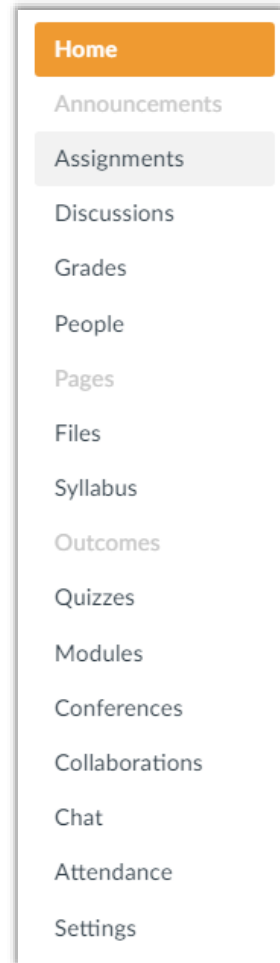 Home
Announcements
Assignments
Discussions
Grades
People
Pages
Files
Syllabus
Outcomes
Quizzes
Modules
Conferences
Collaborations
Chat
Attendance
Settings